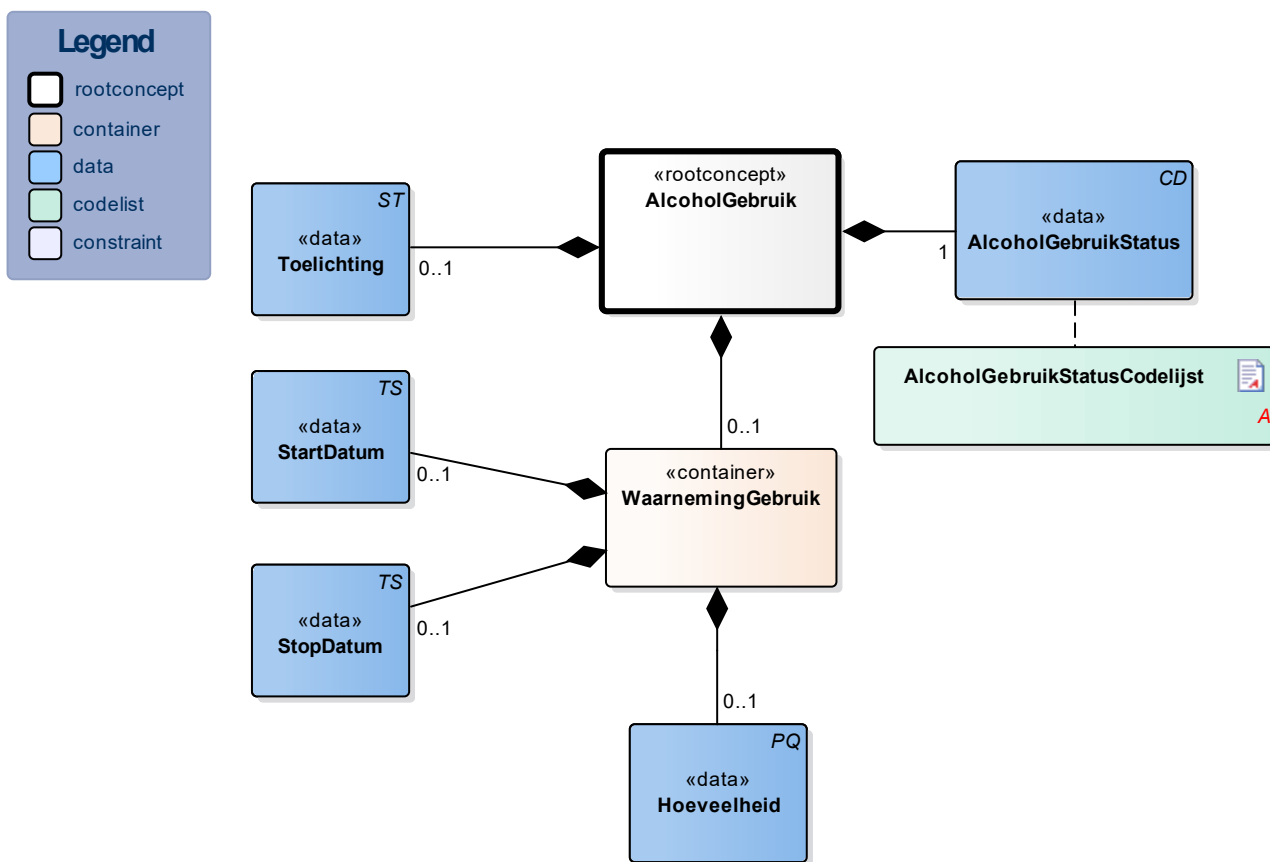 Legend
rootconcept
container
data
codelist
constraint
«rootconcept»
AlcoholGebruik
ST
«data»
Toelichting
0..1
CD
«data»
AlcoholGebruikStatus
1
AlcoholGebruikStatusCodelijst
A
0..1
TS
«data»
StartDatum
0..1
«container»
WaarnemingGebruik
TS
«data»
StopDatum
0..1
0..1
PQ
«data»
Hoeveelheid